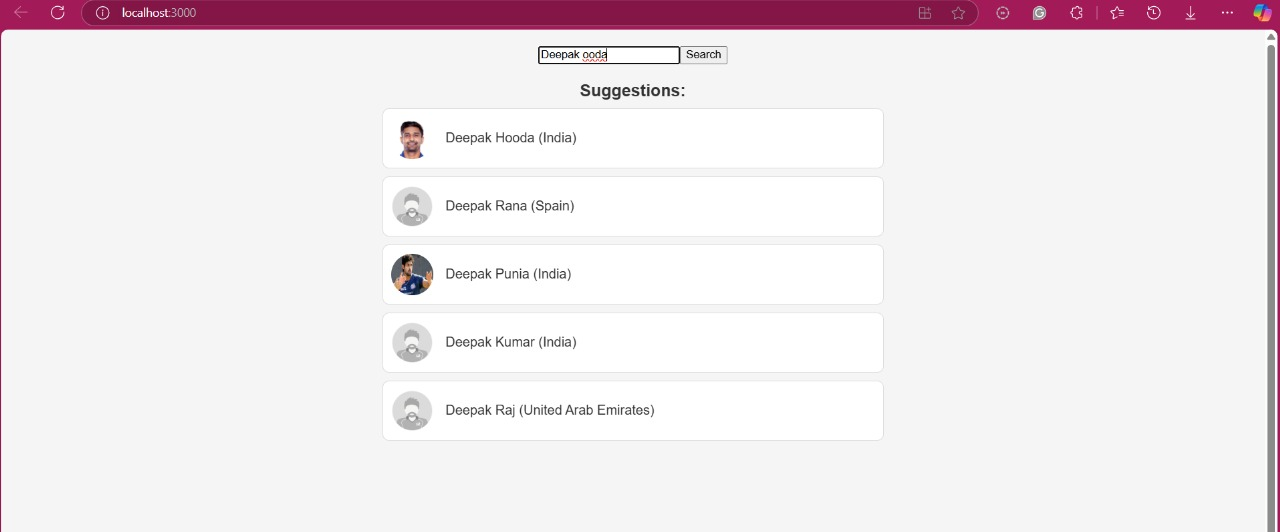 localhost:3000
Deepak ooda Search
Suggestions:
Deepak Hooda (India)
Deepak Rana (Spain)
Deepak Punia (India)
Deepak Kumar (India)
Deepak Raj (United Arab Emirates)